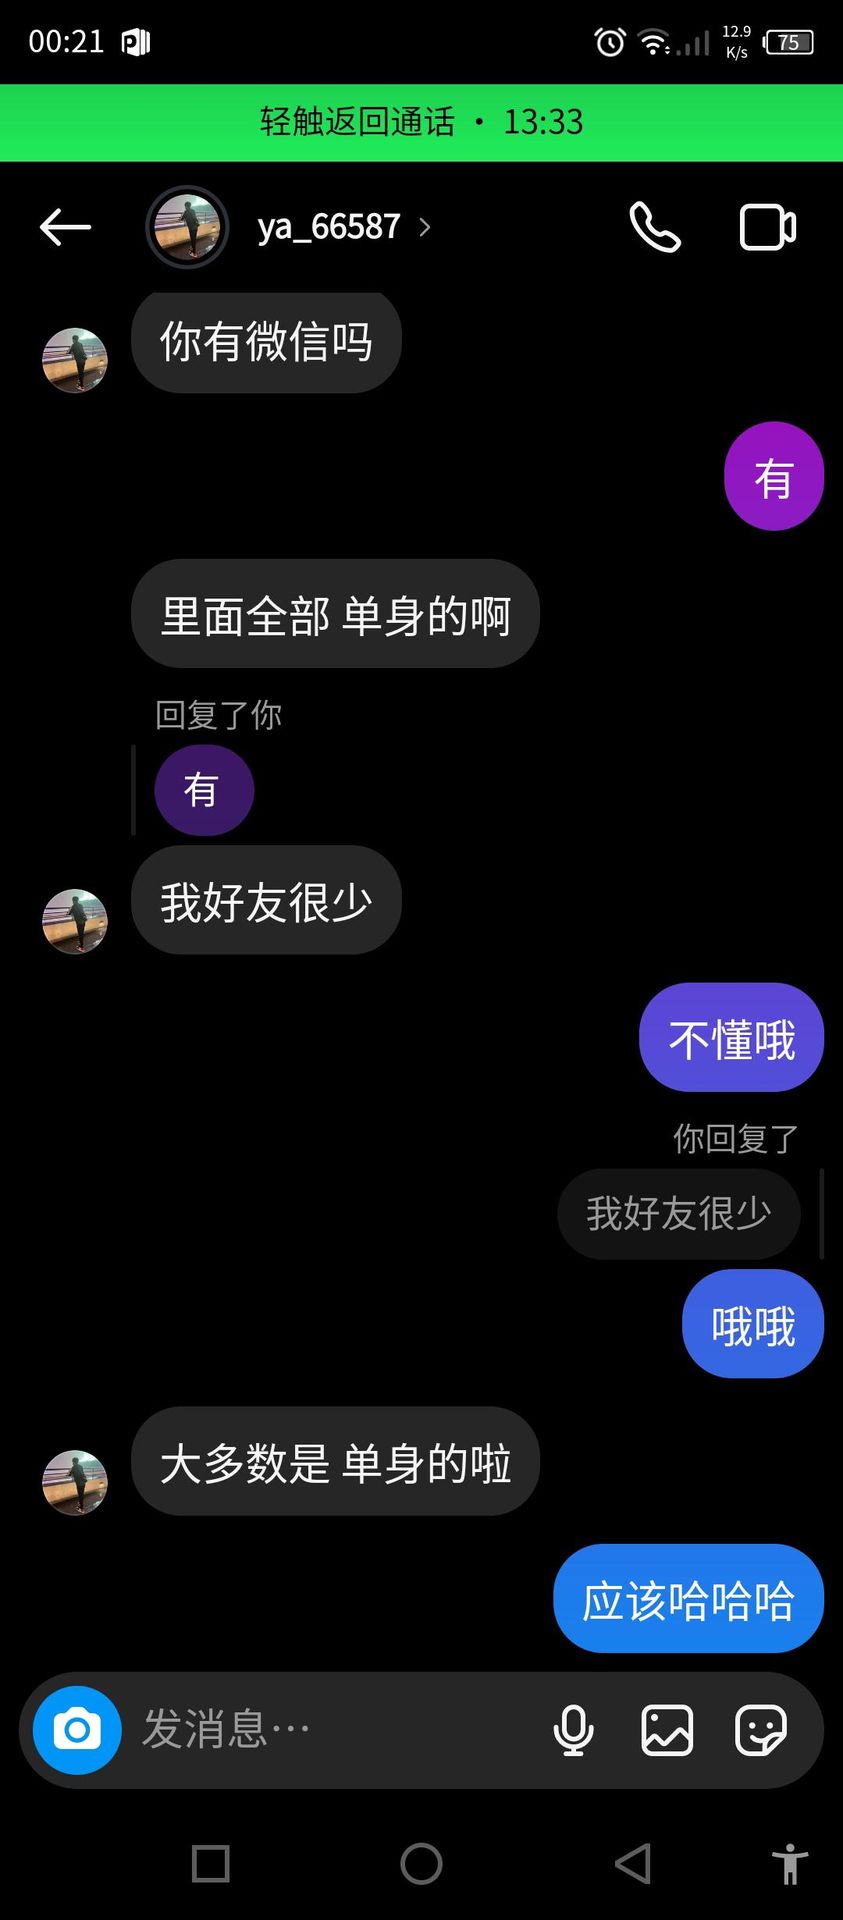 00:21
12.9
K/s
75
轻触返回通话 · 13:33
ya_66587
你有微信吗
有
里面全部 单身的啊
回复了你
有
我好友很少
不懂哦
你回复了
我好友很少
哦哦
大多数是 单身的啦
应该哈哈哈
发消息…